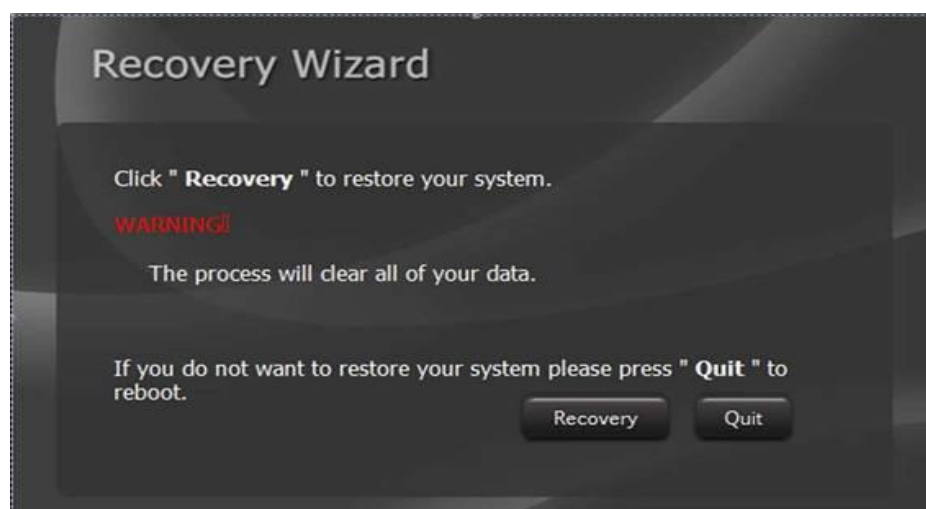 Recovery Wizard
Click " Recovery " to restore your system.
WARNING
The process will clear all of your data.
If you do not want to restore your system please press " Quit " to
reboot.
Recovery
Quit